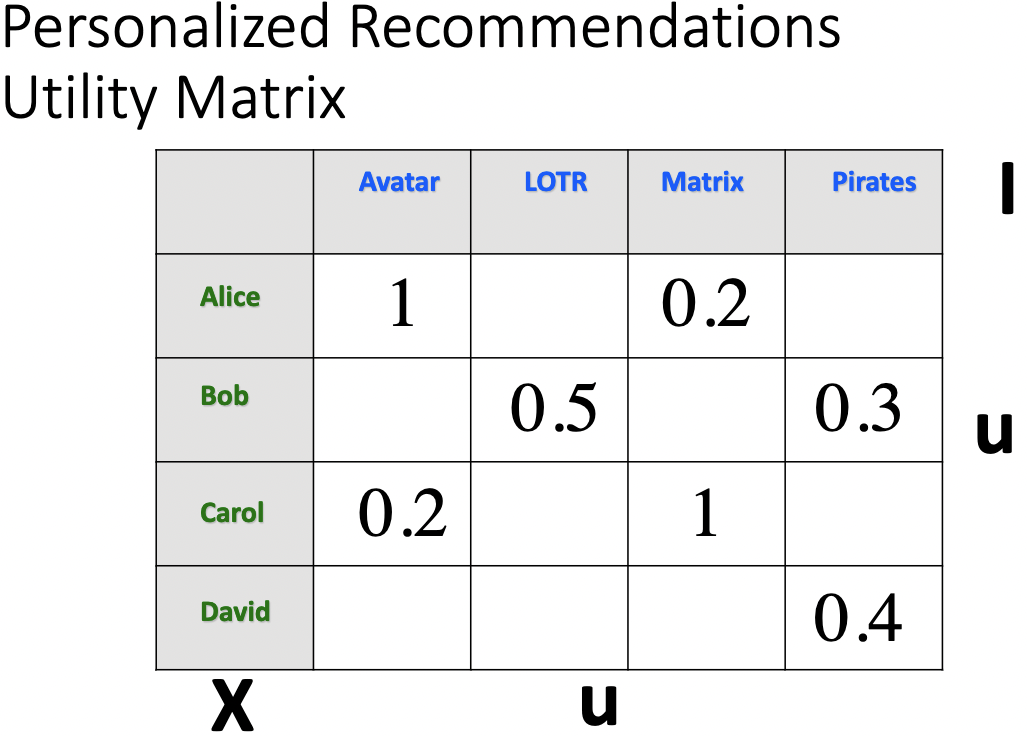 Personalized Recommendations
Utility Matrix
Avatar LOTR Matrix Pirates I
Alice 1 0.2
Bob 0.5 0.3 u
Carol 0.2 1
David 0.4
X u